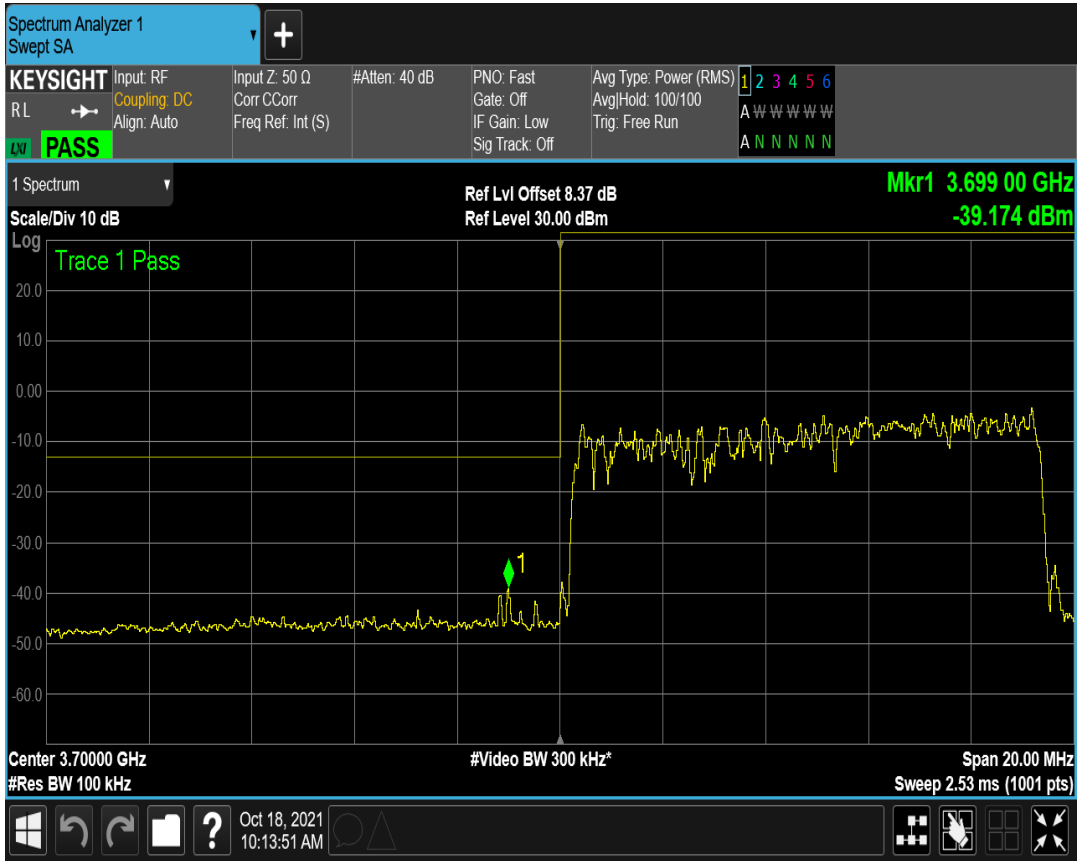 Spectrum Analyzer 1
Swept SA
+
KEYSIGHT
RL
LXI PASS
Input: RF
Coupling: DC
Align: Auto
Input Z: 50 Ω
Corr CCorr
Freq Ref: Int (S)
#Atten: 40 dB
PNO: Fast
Gate: Off
IF Gain: Low
Sig Track: Off
Avg Type: Power (RMS)
Avg|Hold: 100/100
Trig: Free Run
1 2 3 4 5 6
A W W W W W
A N N N N N
1 Spectrum
Scale/Div 10 dB
Ref Lvl Offset 8.37 dB
Ref Level 30.00 dBm
Mkr1 3.699 00 GHz
-39.174 dBm
Log
Trace 1 Pass
20.0
10.0
0.00
-10.0
-20.0
-30.0
1
-40.0
-50.0
-60.0
Center 3.70000 GHz
#Res BW 100 kHz
#Video BW 300 kHz*
Span 20.00 MHz
Sweep 2.53 ms (1001 pts)
?
Oct 18, 2021
10:13:51 AM